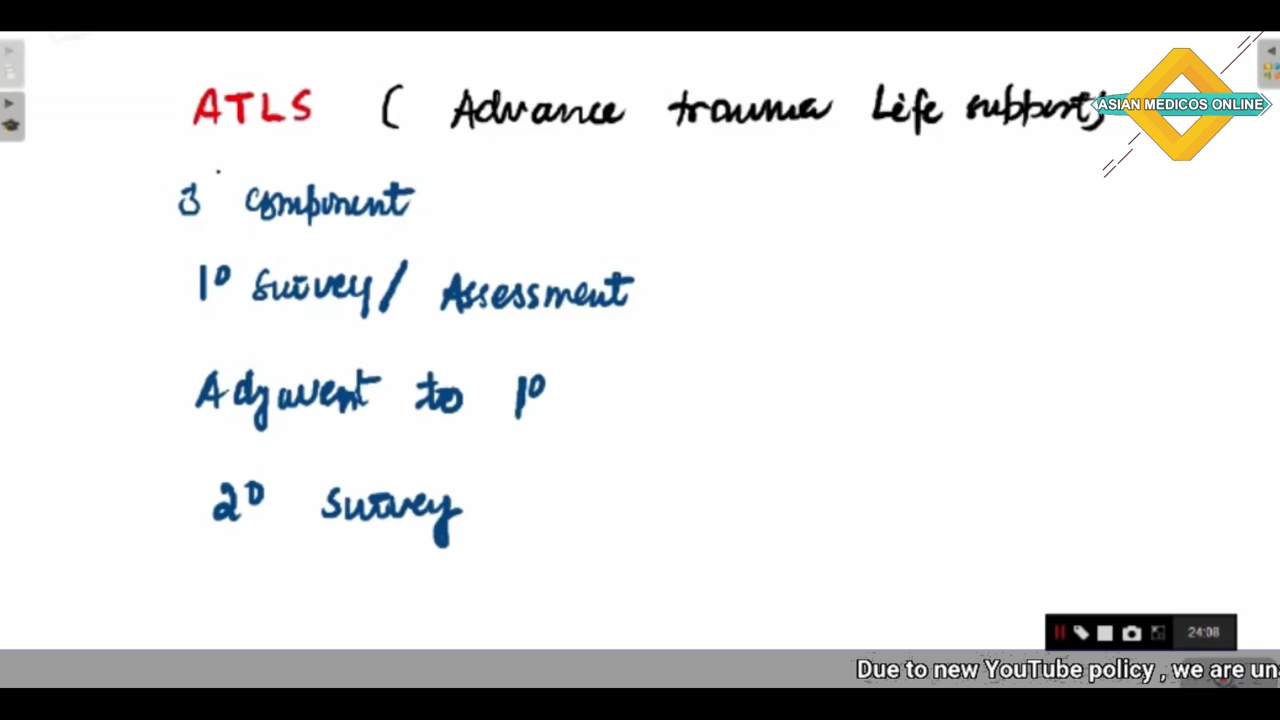 ATLS ( Advance trauma Life support)
ASIAN MEDICOS ONLINE
3 component
1° Survey / Assessment
Adjuvent to 1°
2° Survey
24:08
Due to new YouTube policy , we are una